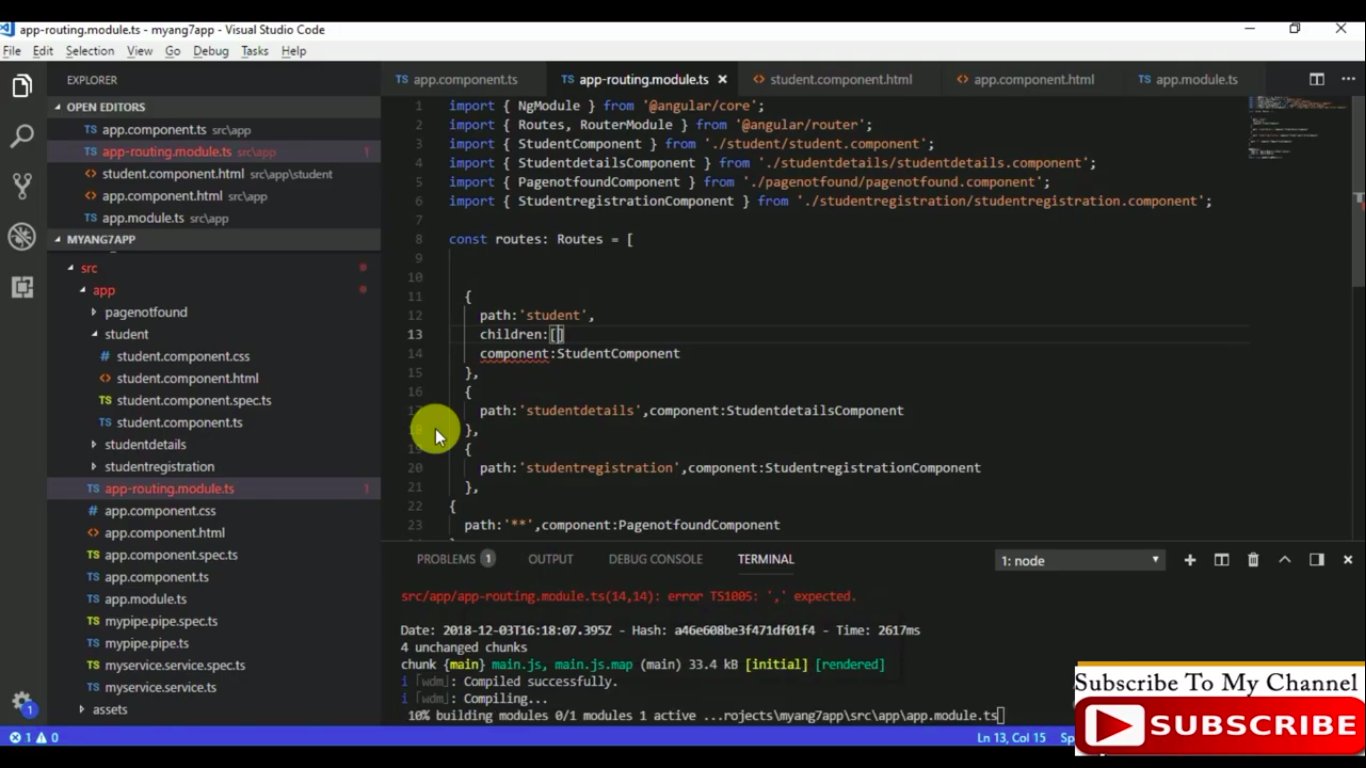 app-routing.module.ts - myang7app - Visual Studio Code
File Edit Selection View Go Debug Tasks Help
EXPLORER
OPEN EDITORS
TS app.component.ts src\app
TS app-routing.module.ts src\app 1
<> student.component.html src\app\student
<> app.component.html src\app
TS app.module.ts src\app
MYANG7APP
src
app
pagenotfound
student
# student.component.css
<> student.component.html
TS student.component.spec.ts
TS student.component.ts
studentdetails
studentregistration
TS app-routing.module.ts 1
# app.component.css
<> app.component.html
TS app.component.spec.ts
TS app.component.ts
TS app.module.ts
TS mypipe.pipe.spec.ts
TS mypipe.pipe.ts
TS myservice.service.spec.ts
TS myservice.service.ts
assets
TS app.component.ts TS app-routing.module.ts <> student.component.html <> app.component.html TS app.module.ts
1 import { NgModule } from '@angular/core';
2 import { Routes, RouterModule } from '@angular/router';
3 import { StudentComponent } from './student/student.component';
4 import { StudentdetailsComponent } from './studentdetails/studentdetails.component';
5 import { PagenotfoundComponent } from './pagenotfound/pagenotfound.component';
6 import { StudentregistrationComponent } from './studentregistration/studentregistration.component';
7
8 const routes: Routes = [
9
10
11 {
12 path:'student',
13 children:[]
14 component:StudentComponent
15 },
16 {
17 path:'studentdetails',component:StudentdetailsComponent
18 },
19 {
20 path:'studentregistration',component:StudentregistrationComponent
21 },
22 {
23 path:'**',component:PagenotfoundComponent
PROBLEMS 1 OUTPUT DEBUG CONSOLE TERMINAL 1: node
src/app/app-routing.module.ts(14,14): error TS1005: ',' expected.
Date: 2018-12-03T16:18:07.395Z - Hash: a46e608be3f471df01f4 - Time: 2617ms
4 unchanged chunks
chunk {main} main.js, main.js.map (main) 33.4 kB [initial] [rendered]
i ｢wdm｣: Compiled successfully.
i ｢wdm｣: Compiling...
10% building modules 0/1 modules 1 active ...rojects\myang7app\src\app\app.module.ts
1
1 0 Ln 13, Col 15
Subscribe To My Channel
SUBSCRIBE